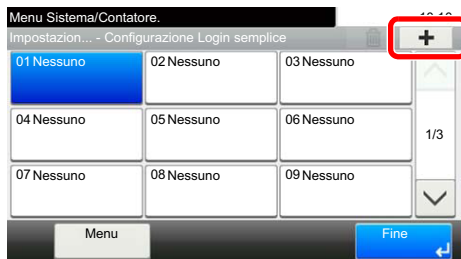 Menu Sistema/Contatore.
Impostazion... - Configurazione Login semplice
01 Nessuno 02 Nessuno 03 Nessuno
04 Nessuno 05 Nessuno 06 Nessuno
1/3
07 Nessuno 08 Nessuno 09 Nessuno
Menu Fine